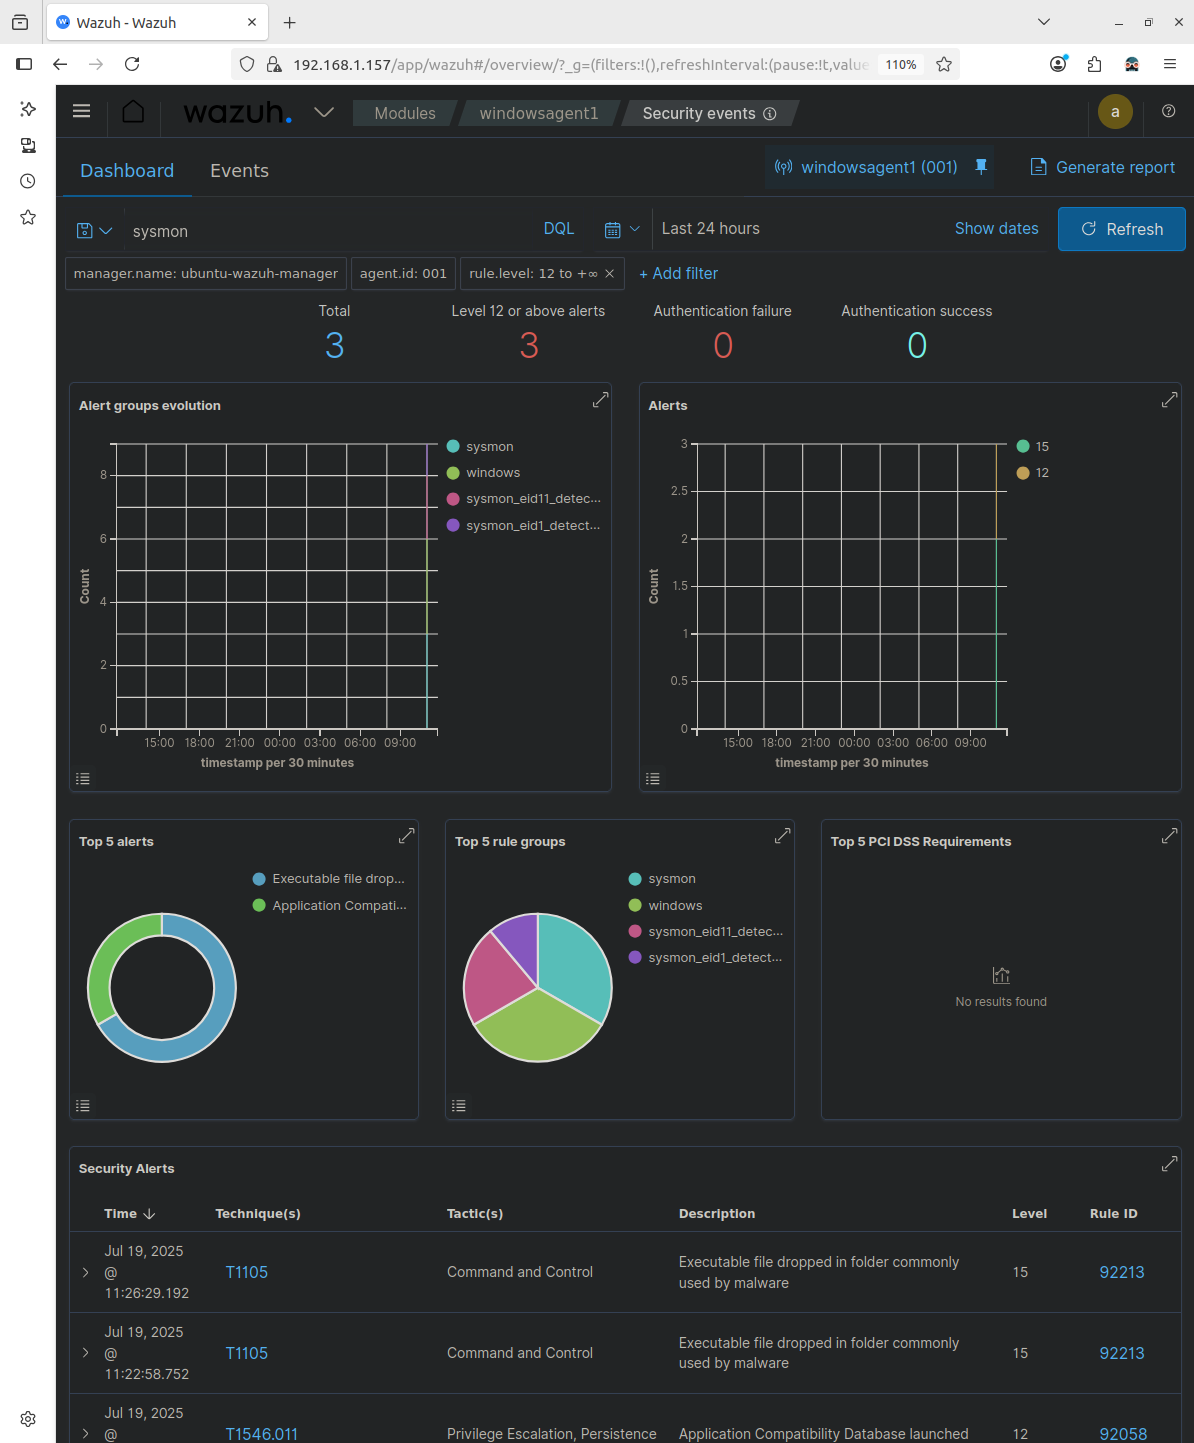 Wazuh - Wazuh
192.168.1.157/app/wazuh#/overview/?_g=(filters:!(),refreshInterval:(pause:!t,value
110%
wazuh.
Modules
windowsagent1
Security events
a
Dashboard
Events
windowsagent1 (001)
Generate report
sysmon
DQL
Last 24 hours
Show dates
Refresh
manager.name: ubuntu-wazuh-manager
agent.id: 001
rule.level: 12 to +∞ ×
+ Add filter
Total
Level 12 or above alerts
Authentication failure
Authentication success
3
3
0
0
Alert groups evolution
8
6
4
2
0
Count
15:00 18:00 21:00 00:00 03:00 06:00 09:00
timestamp per 30 minutes
sysmon
windows
sysmon_eid11_detec...
sysmon_eid1_detect...
Alerts
3
2.5
2
1.5
1
0.5
0
Count
15:00 18:00 21:00 00:00 03:00 06:00 09:00
timestamp per 30 minutes
15
12
Top 5 alerts
Executable file drop...
Application Compati...
Top 5 rule groups
sysmon
windows
sysmon_eid11_detec...
sysmon_eid1_detect...
Top 5 PCI DSS Requirements
No results found
Security Alerts
Time Technique(s) Tactic(s) Description Level Rule ID
Jul 19, 2025
@
11:26:29.192
T1105
Command and Control
Executable file dropped in folder commonly
used by malware
15
92213
Jul 19, 2025
@
11:22:58.752
T1105
Command and Control
Executable file dropped in folder commonly
used by malware
15
92213
Jul 19, 2025
@
T1546.011
Privilege Escalation, Persistence
Application Compatibility Database launched
12
92058